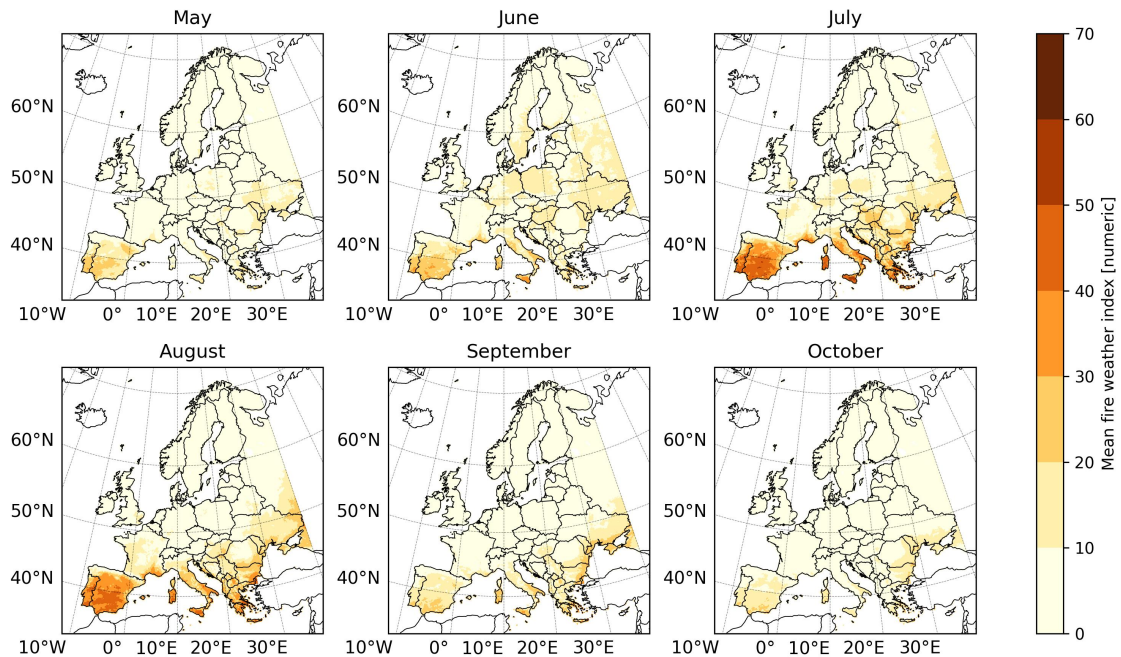 May
June
July
60°N
50°N
40°N
10°W 0° 10°E 20°E 30°E
0° 10°E 20°E 30°E
10°W 0° 10°E 20°E 30°E
60°N
50°N
40°N
60°N
50°N
40°N
10°W
August
September
October
60°N
50°N
40°N
10°W 0° 10°E 20°E 30°E
60°N
50°N
40°N
10°W 0° 10°E 20°E 30°E
60°N
50°N
40°N
10°W 0° 10°E 20°E 30°E
70
60
50
40
30
20
10
0
Mean fire weather index [numeric]